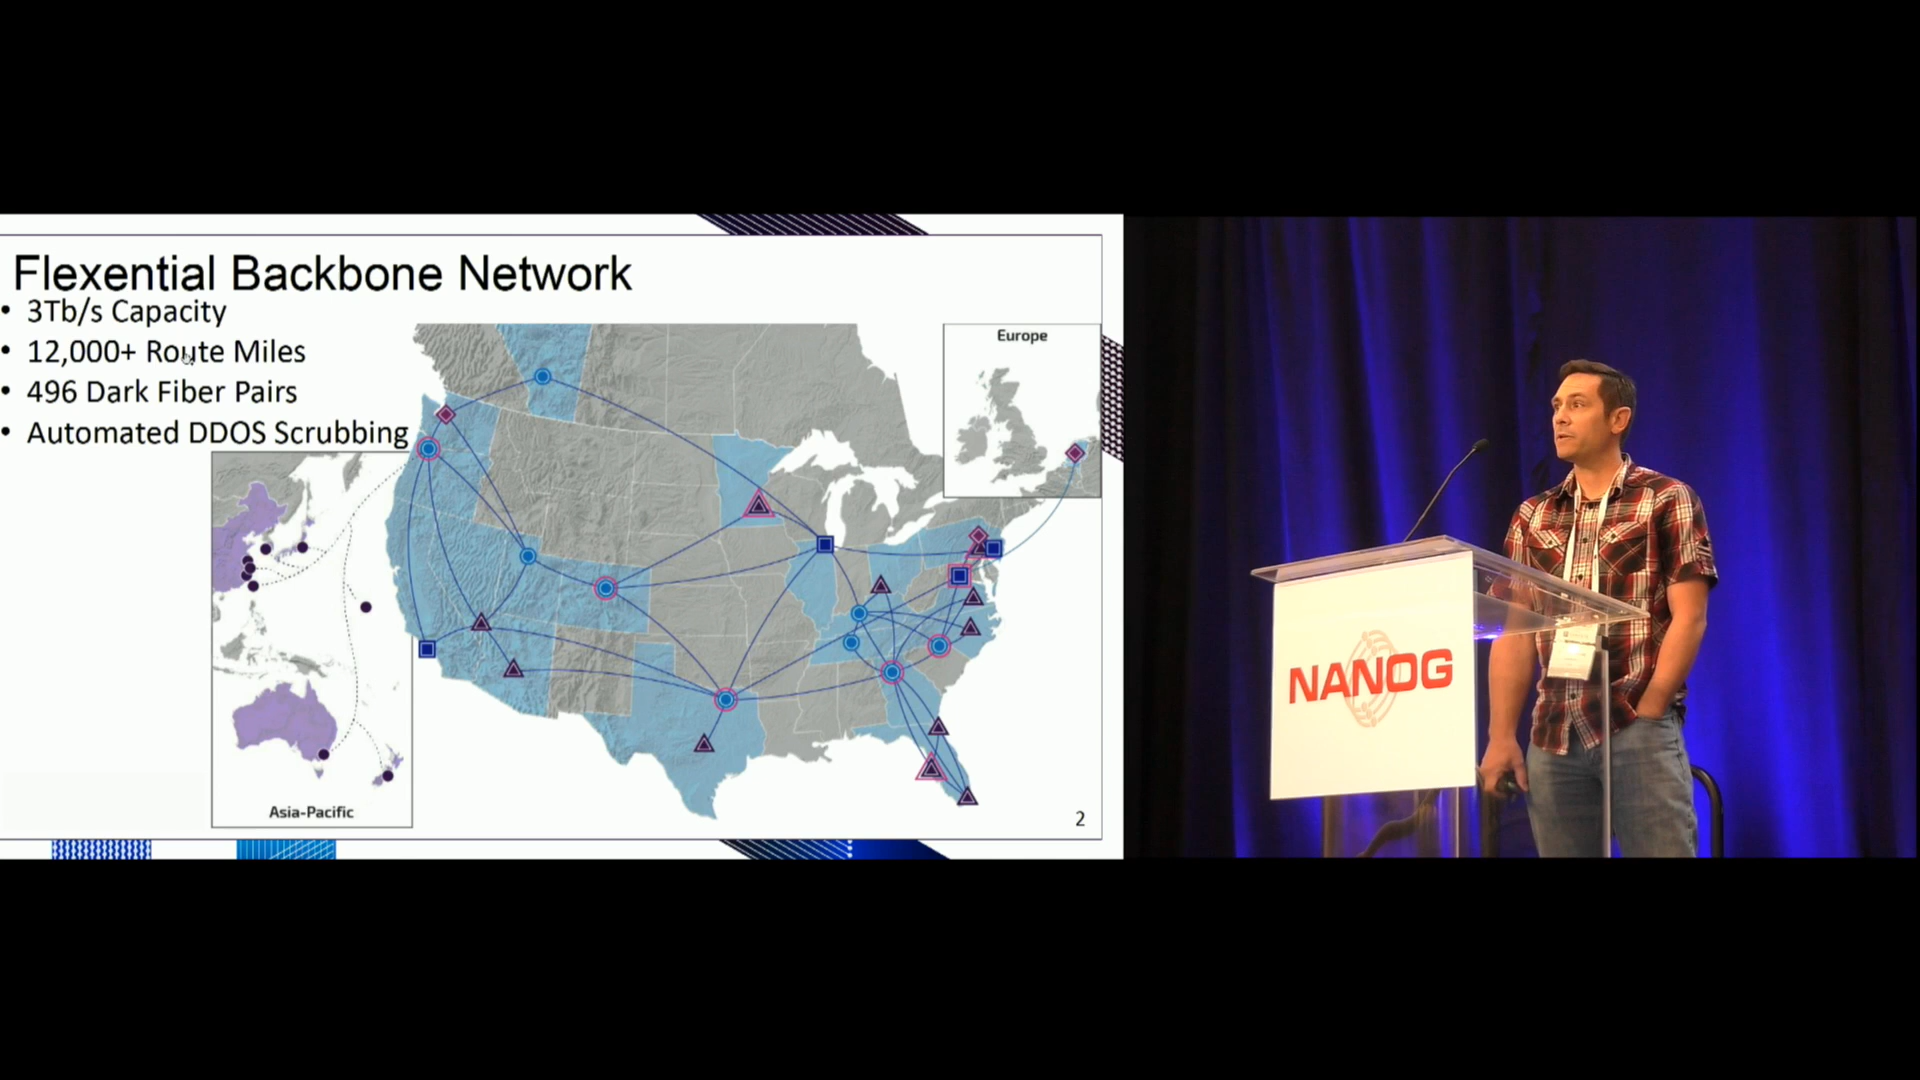 Flexential Backbone Network
• 3Tb/s Capacity
• 12,000+ Route Miles
• 496 Dark Fiber Pairs
• Automated DDOS Scrubbing
Europe
Asia-Pacific
2
NANOG